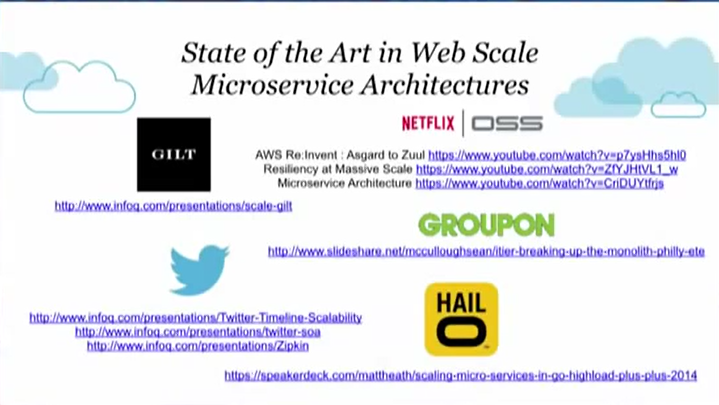 State of the Art in Web Scale
Microservice Architectures
NETFLIX | OSS
GILT
AWS Re:Invent : Asgard to Zuul https://www.youtube.com/watch?v=p7ysHhs5hl0
Resiliency at Massive Scale https://www.youtube.com/watch?v=ZfYJHtVL1_w
Microservice Architecture https://www.youtube.com/watch?v=CriDUYtfrjs
http://www.infoq.com/presentations/scale-gilt
GROUPON
http://www.slideshare.net/mcculloughsean/itier-breaking-up-the-monolith-philly-ete
HAIL
O
http://www.infoq.com/presentations/Twitter-Timeline-Scalability
http://www.infoq.com/presentations/twitter-soa
http://www.infoq.com/presentations/Zipkin
https://speakerdeck.com/mattheath/scaling-micro-services-in-go-highload-plus-plus-2014